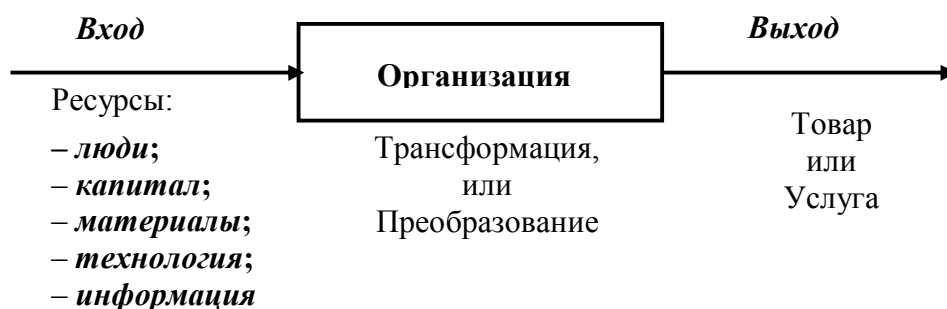 Вход
Организация
Выход
Ресурсы:
– люди;
– капитал;
– материалы;
– технология;
– информация
Трансформация,
или
Преобразование
Товар
или
Услуга